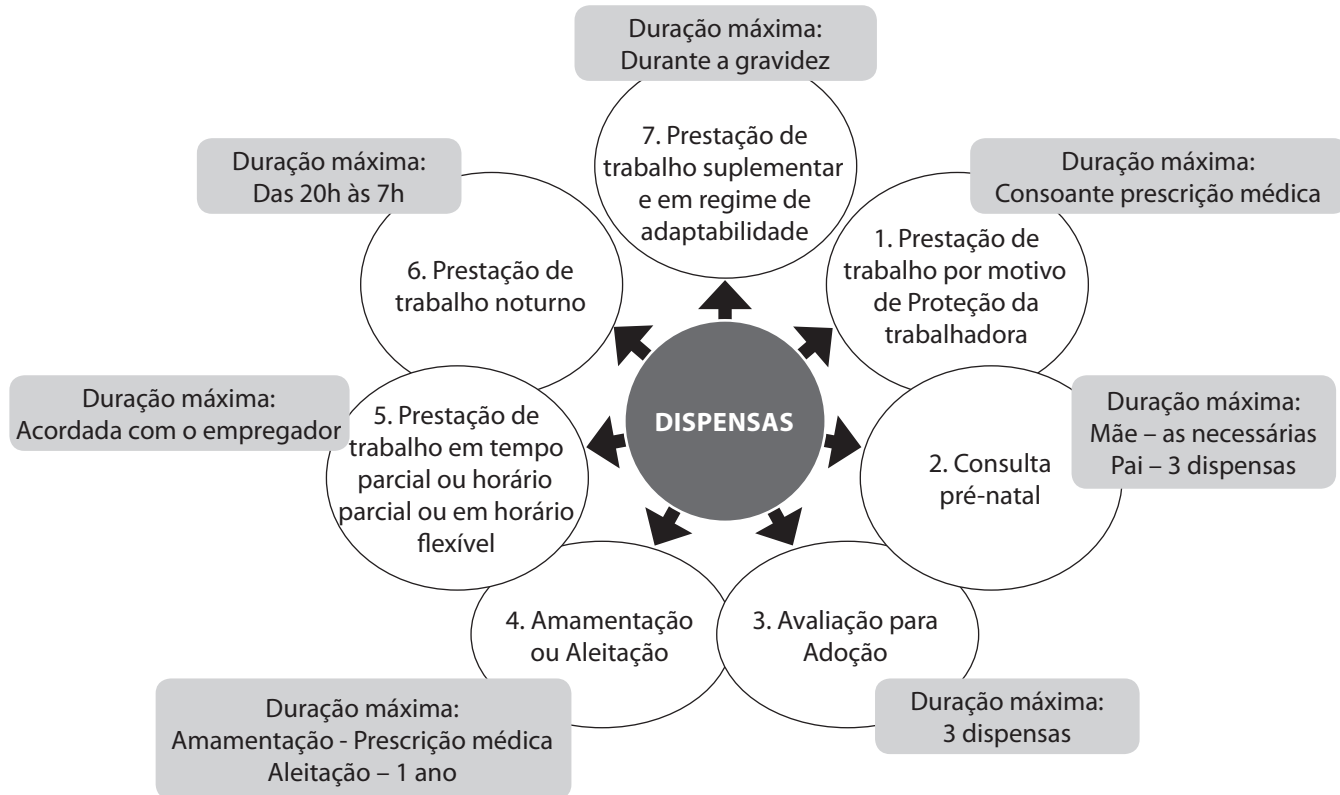 Duração máxima:
Durante a gravidez
7. Prestação de
trabalho suplementar
e em regime de
adaptabilidade
Duração máxima:
Consoante prescrição médica
1. Prestação de
trabalho por motivo
de Proteção da
trabalhadora
Duração máxima:
Mãe – as necessárias
Pai – 3 dispensas
2. Consulta
pré-natal
3. Avaliação para
Adoção
Duração máxima:
3 dispensas
4. Amamentação
ou Aleitação
Duração máxima:
Amamentação - Prescrição médica
Aleitação – 1 ano
Duração máxima:
Acordada com o empregador
5. Prestação de
trabalho em tempo
parcial ou horário
parcial ou em horário
flexível
Duração máxima:
Das 20h às 7h
6. Prestação de
trabalho noturno
DISPENSAS